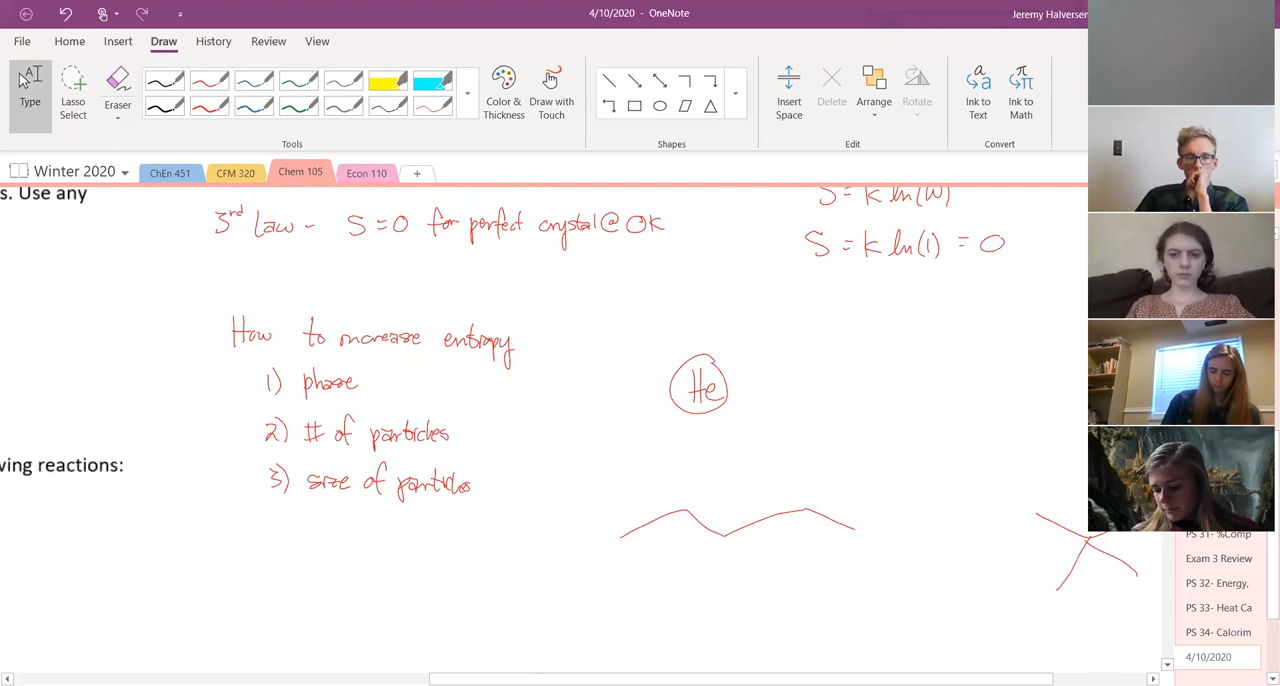 4/10/2020 - OneNote
Jeremy Halversen
File Home Insert Draw History Review View
Type
Lasso Select
Eraser
Color & Thickness
Draw with Touch
Insert Space
Delete
Arrange
Rotate
Ink to Text
Ink to Math
Tools
Shapes
Edit
Convert
Winter 2020
ChEn 451
CFM 320
Chem 105
Econ 110
s. Use any
S = k ln(W)
3rd Law - S = 0 for perfect crystal @ 0K
S = k ln(1) = 0
How to increase entropy
1) phase
He
2) # of particles
ving reactions:
3) size of particles
PS 31- %Comp
Exam 3 Review
PS 32- Energy,
PS 33- Heat Ca
PS 34- Calorim
4/10/2020